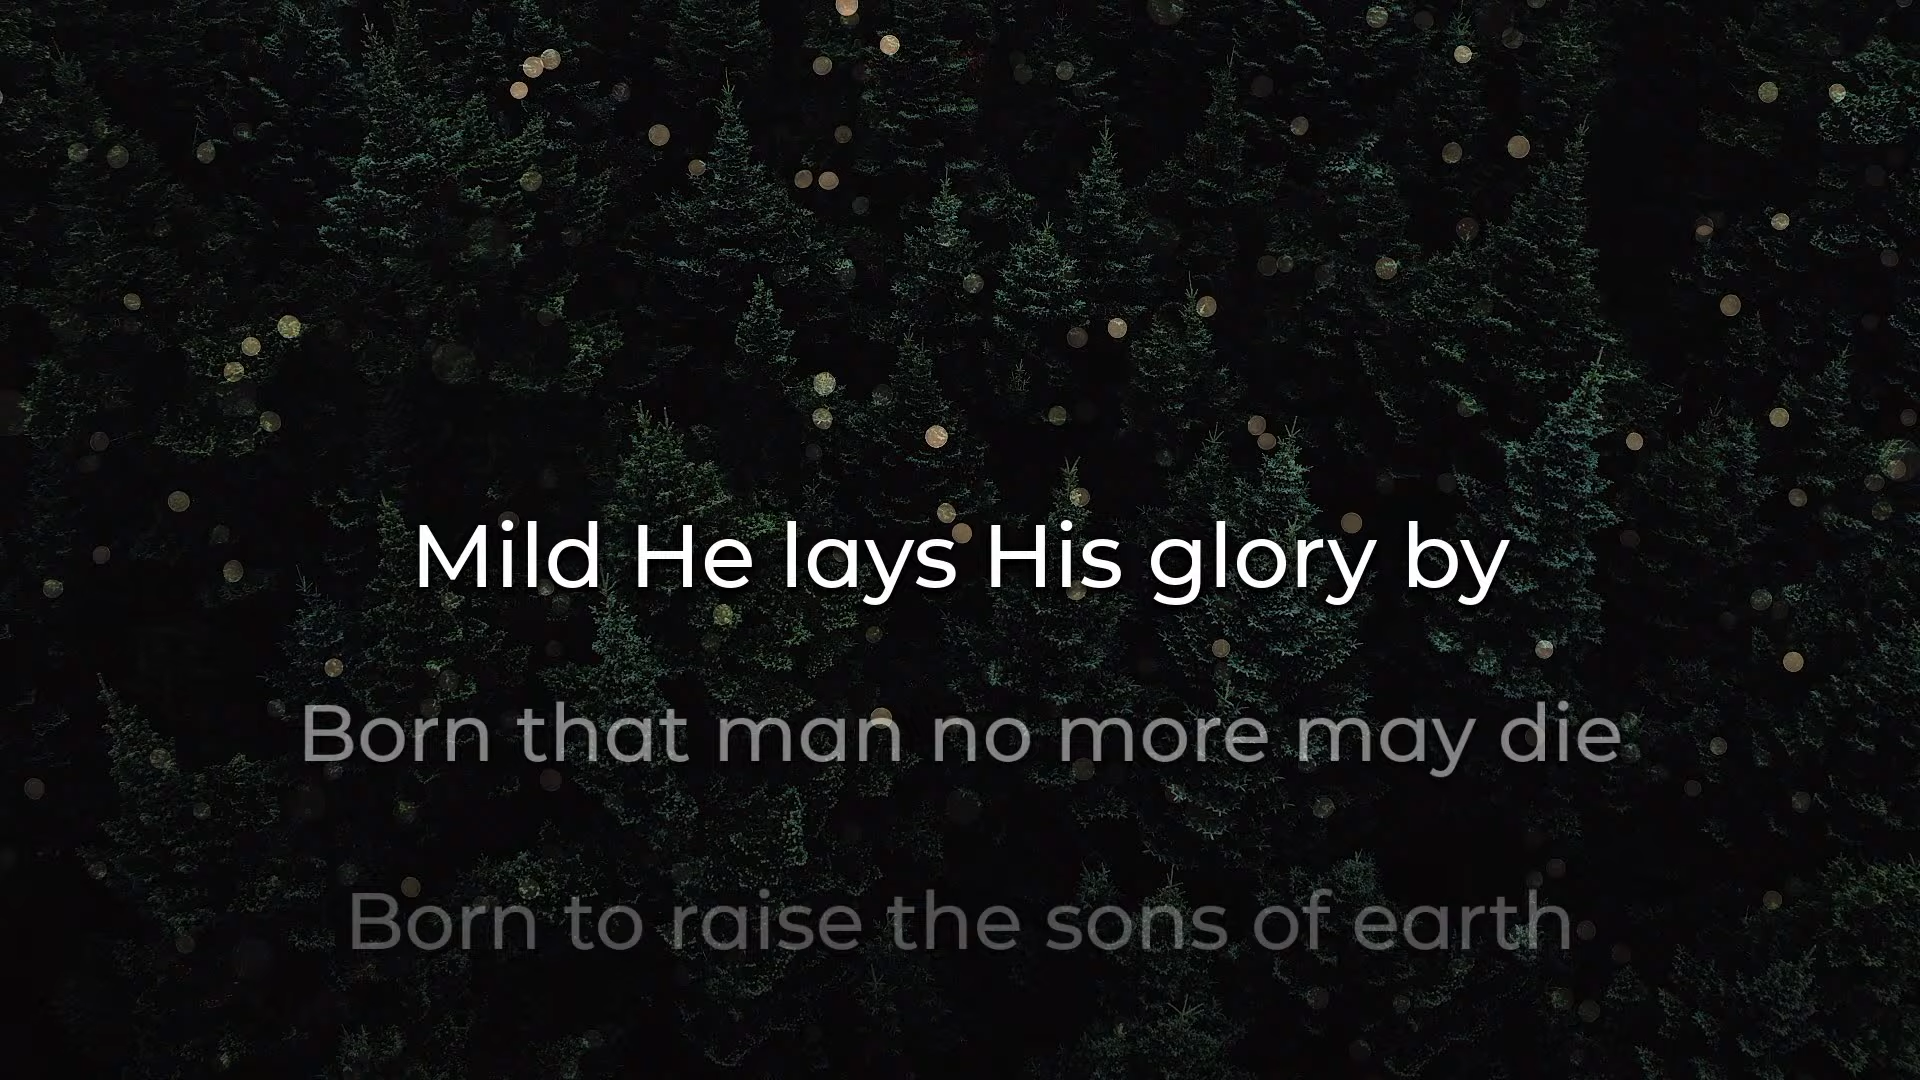 Mild He lays His glory by
Born that man no more may die
Born to raise the sons of earth